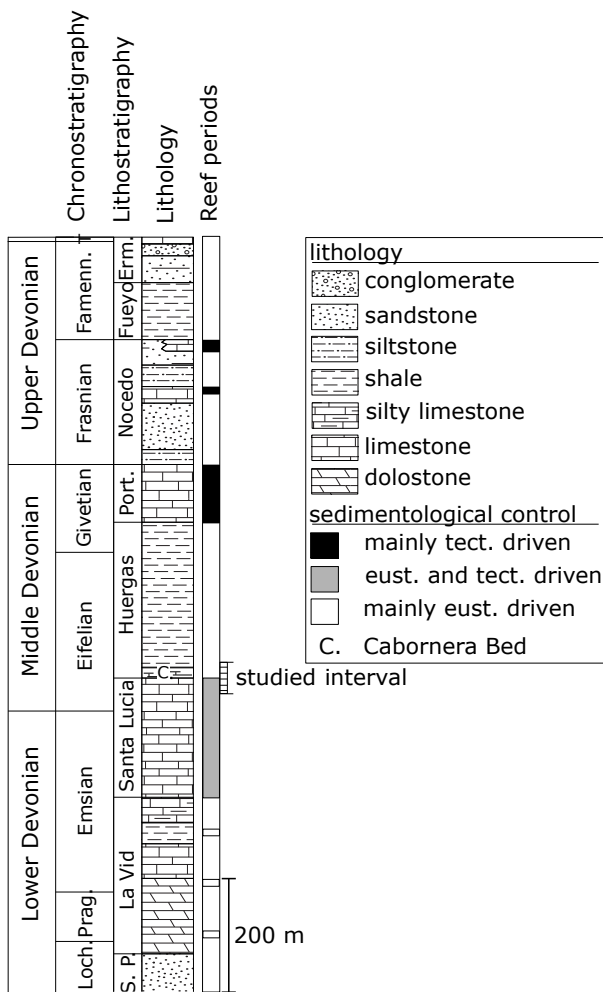 Chronostratigraphy
Lithostratigraphy
Lithology
Reef periods
Upper Devonian
Middle Devonian
Lower Devonian
T
Famenn.
Frasnian
Givetian
Eifelian
Emsian
Prag.
Loch.
Erm.
Fueyo
Nocedo
Port.
Huergas
Santa Lucia
La Vid
S. P.
C
studied interval
200 m
lithology
conglomerate
sandstone
siltstone
shale
silty limestone
limestone
dolostone
sedimentological control
mainly tect. driven
eust. and tect. driven
mainly eust. driven
C. Cabornera Bed